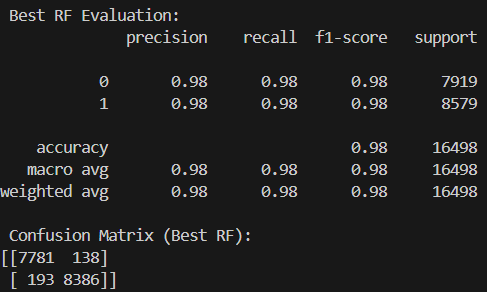 Best RF Evaluation:
precision    recall  f1-score   support
0       0.98      0.98      0.98      7919
1       0.98      0.98      0.98      8579
accuracy                           0.98     16498
macro avg       0.98      0.98      0.98     16498
weighted avg       0.98      0.98      0.98     16498
Confusion Matrix (Best RF):
[[7781  138]
[ 193 8386]]